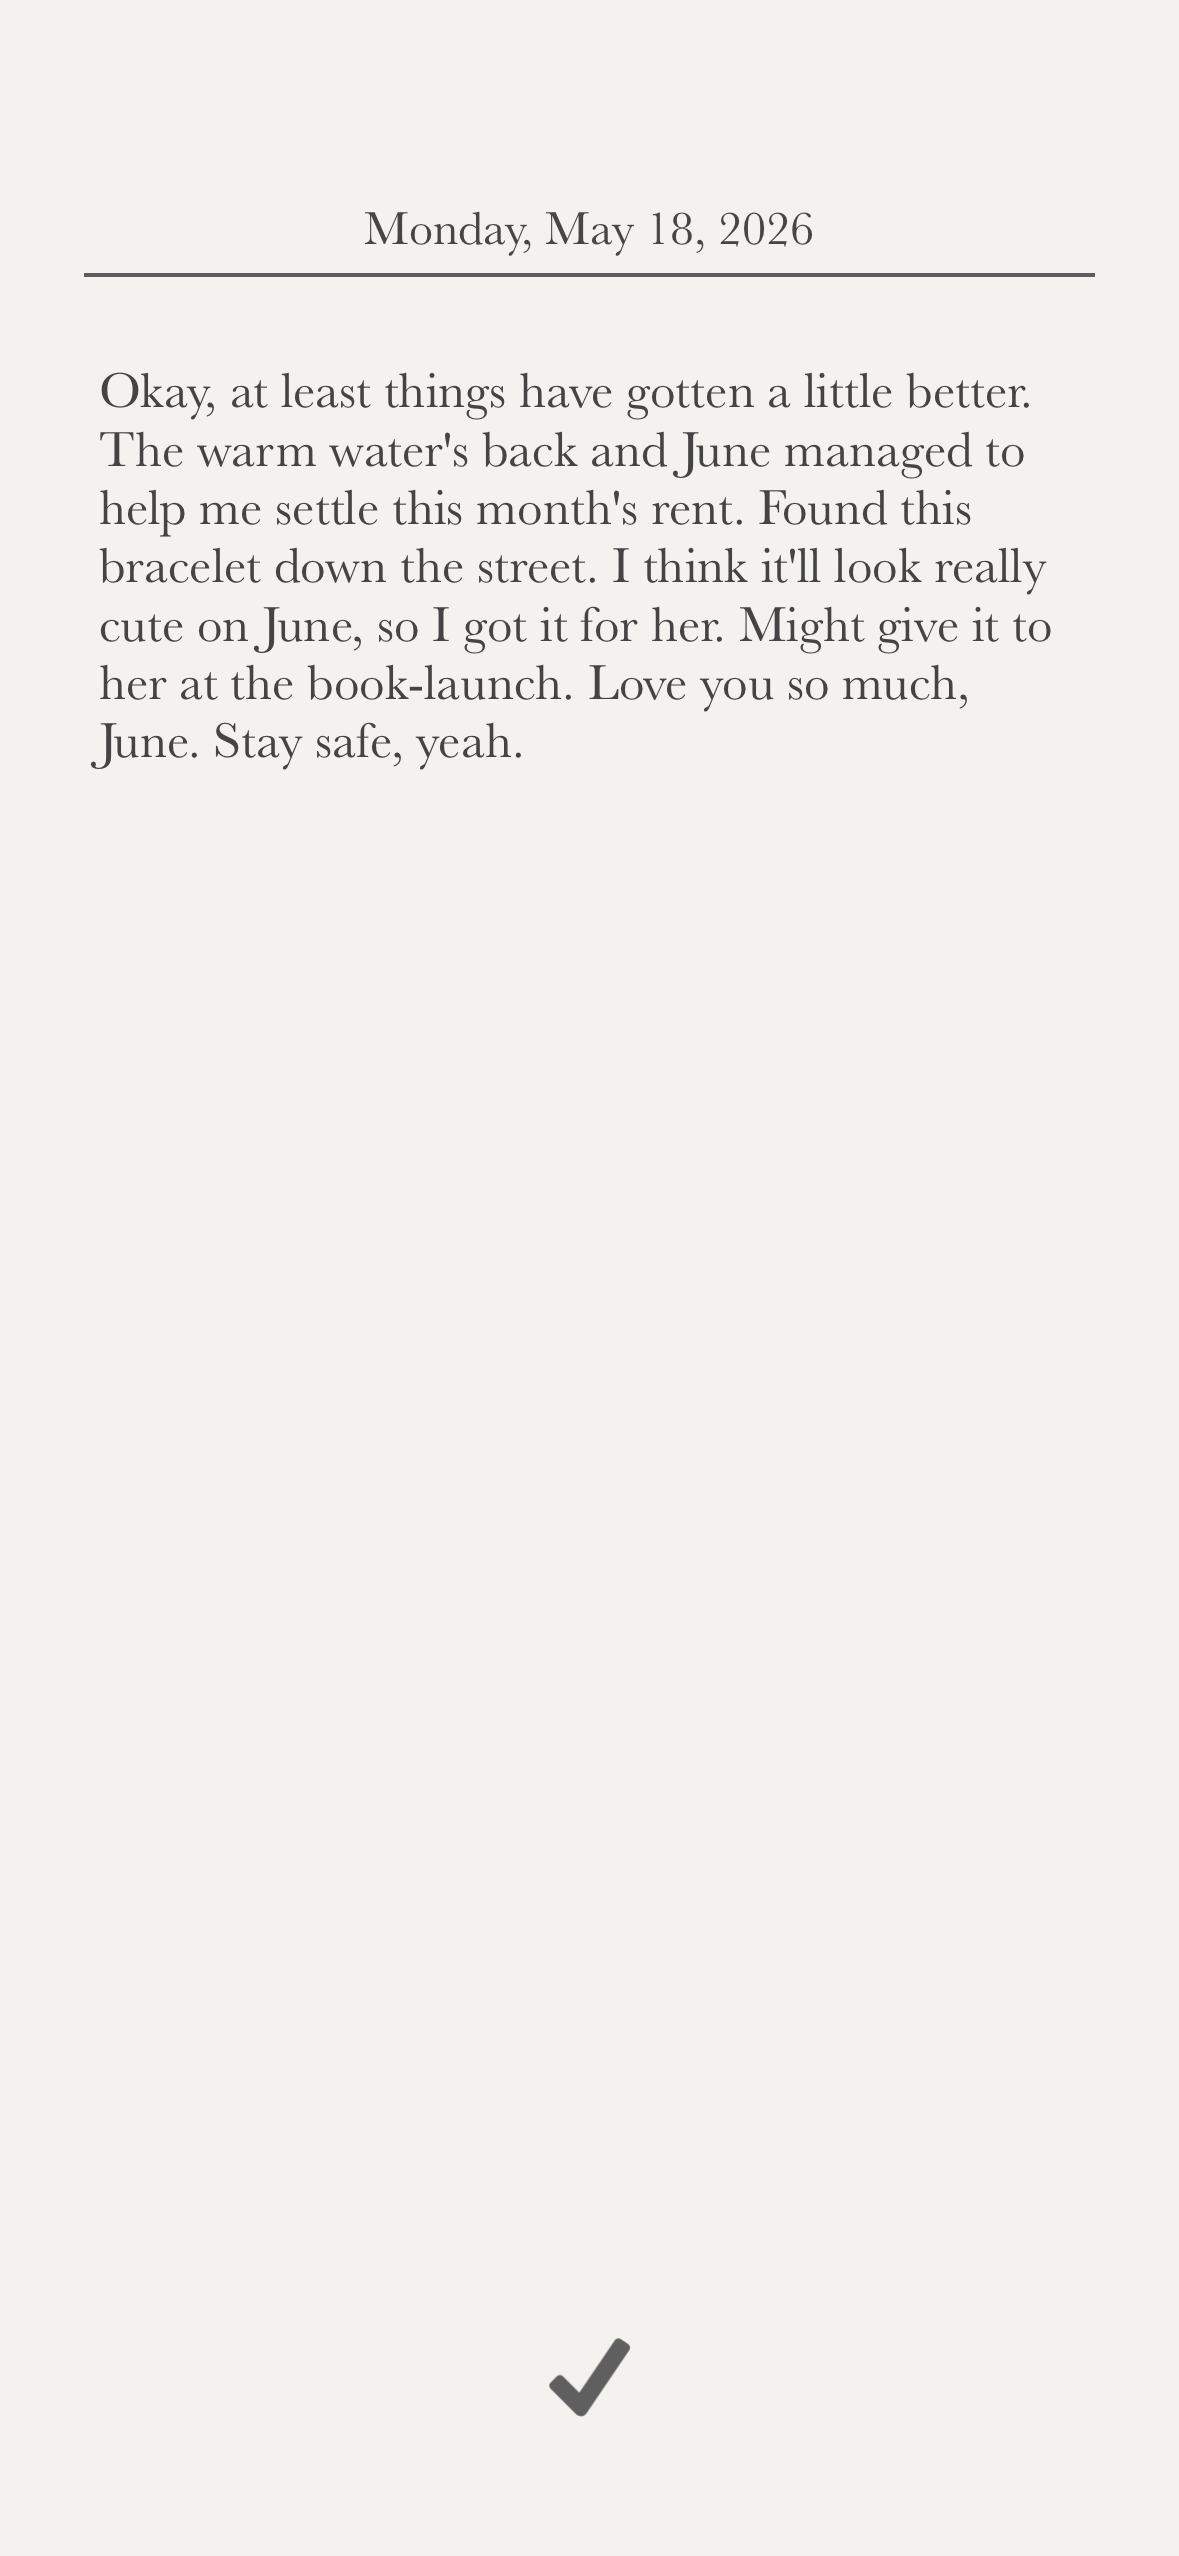 Monday, May 18, 2026
Okay, at least things have gotten a little better.
The warm water's back and June managed to
help me settle this month's rent. Found this
bracelet down the street. I think it'll look really
cute on June, so I got it for her. Might give it to
her at the book-launch. Love you so much,
June. Stay safe, yeah.